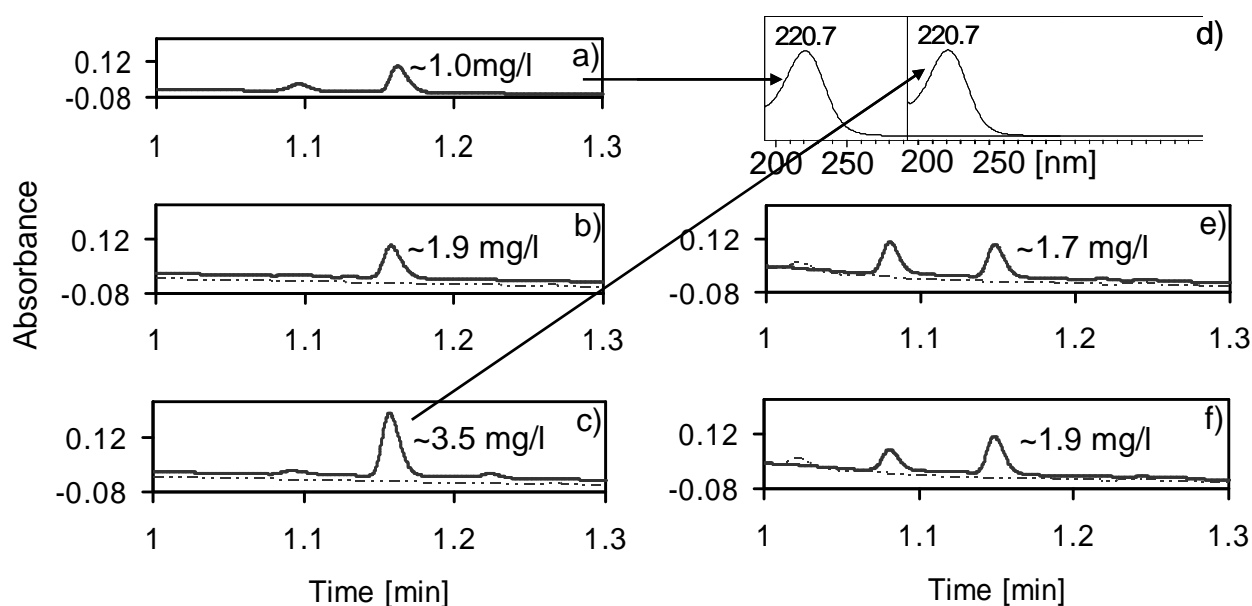 a)
0.12
~1.0mg/l
-0.08
1 1.1 1.2 1.3
220.7 220.7 d)
200 250 200 250 [nm]
Absorbance
b)
0.12
~1.9 mg/l
-0.08
1 1.1 1.2 1.3
e)
0.12
~1.7 mg/l
-0.08
1 1.1 1.2 1.3
c)
0.12
~3.5 mg/l
-0.08
1 1.1 1.2 1.3
Time [min]
f)
0.12
~1.9 mg/l
-0.08
1 1.1 1.2 1.3
Time [min]